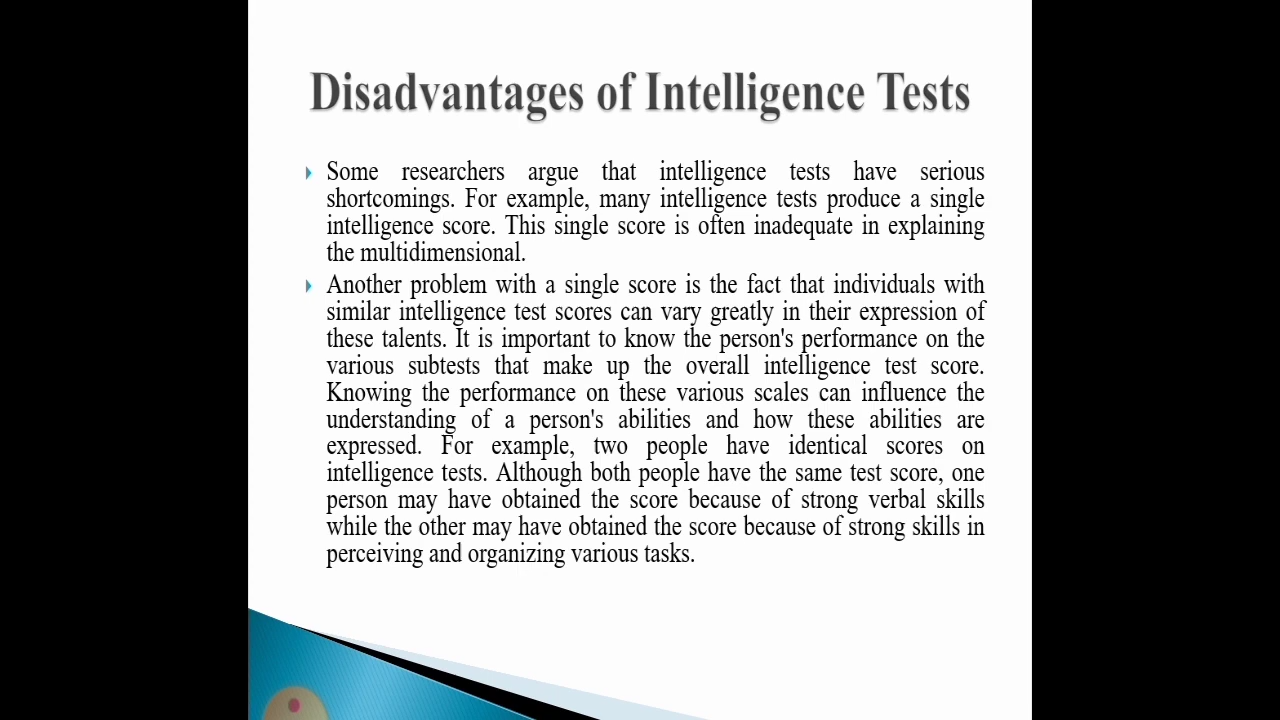 Disadvantages of Intelligence Tests
Some researchers argue that intelligence tests have serious
shortcomings. For example, many intelligence tests produce a single
intelligence score. This single score is often inadequate in explaining
the multidimensional.
Another problem with a single score is the fact that individuals with
similar intelligence test scores can vary greatly in their expression of
these talents. It is important to know the person's performance on the
various subtests that make up the overall intelligence test score.
Knowing the performance on these various scales can influence the
understanding of a person's abilities and how these abilities are
expressed. For example, two people have identical scores on
intelligence tests. Although both people have the same test score, one
person may have obtained the score because of strong verbal skills
while the other may have obtained the score because of strong skills in
perceiving and organizing various tasks.